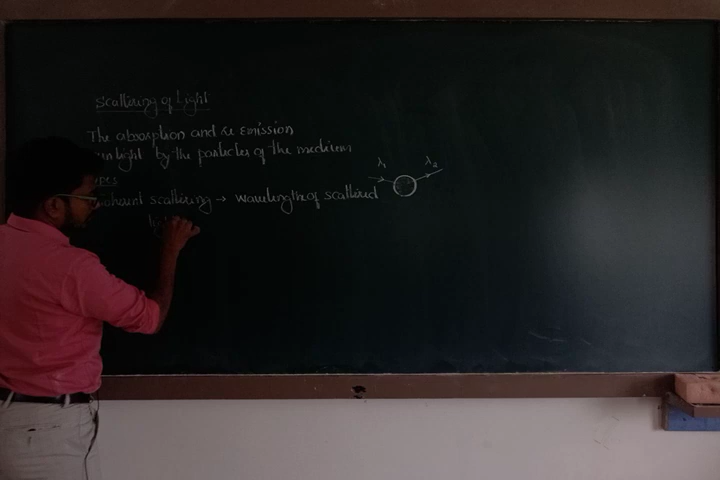 Scattering of Light
The absorption and re emission
sunlight by the particles of the medium
λ₁ λ₂
Coherent scattering → wavelength of scattered